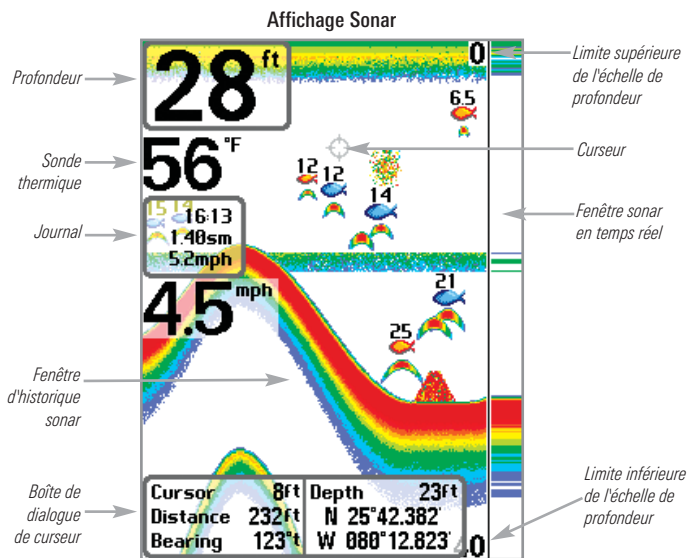 Affichage Sonar
Profondeur
28 ft
0
Limite supérieure
de l'échelle de
profondeur
6.5
Sonde
thermique
56 °F
Curseur
12
12
14
Journal
15 14
16:13
1.40sm
5.2mph
Fenêtre sonar
en temps réel
4.5 mph
21
25
Fenêtre
d'historique
sonar
Boîte de
dialogue
de curseur
Cursor 8ft
Distance 232ft
Bearing 123°t
Depth 23ft
N 25°42.382'
W 080°12.823'
40
Limite inférieure
de l'échelle de
profondeur